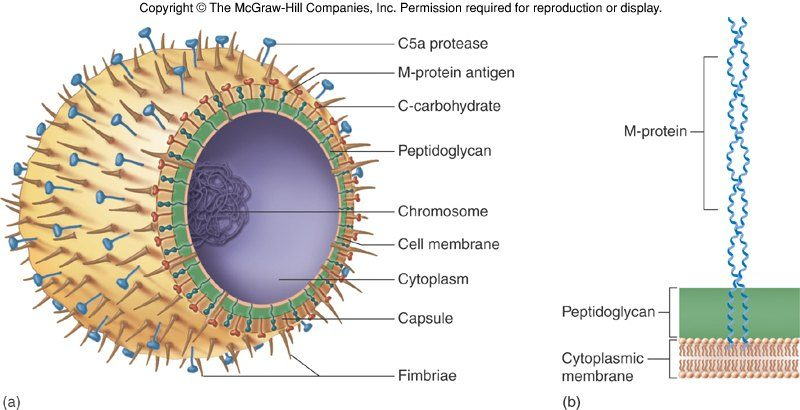 Copyright © The McGraw-Hill Companies, Inc. Permission required for reproduction or display.
C5a protease
M-protein antigen
C-carbohydrate
Peptidoglycan
Chromosome
Cell membrane
Cytoplasm
Capsule
Fimbriae
(a)
M-protein
Peptidoglycan
Cytoplasmic
membrane
(b)